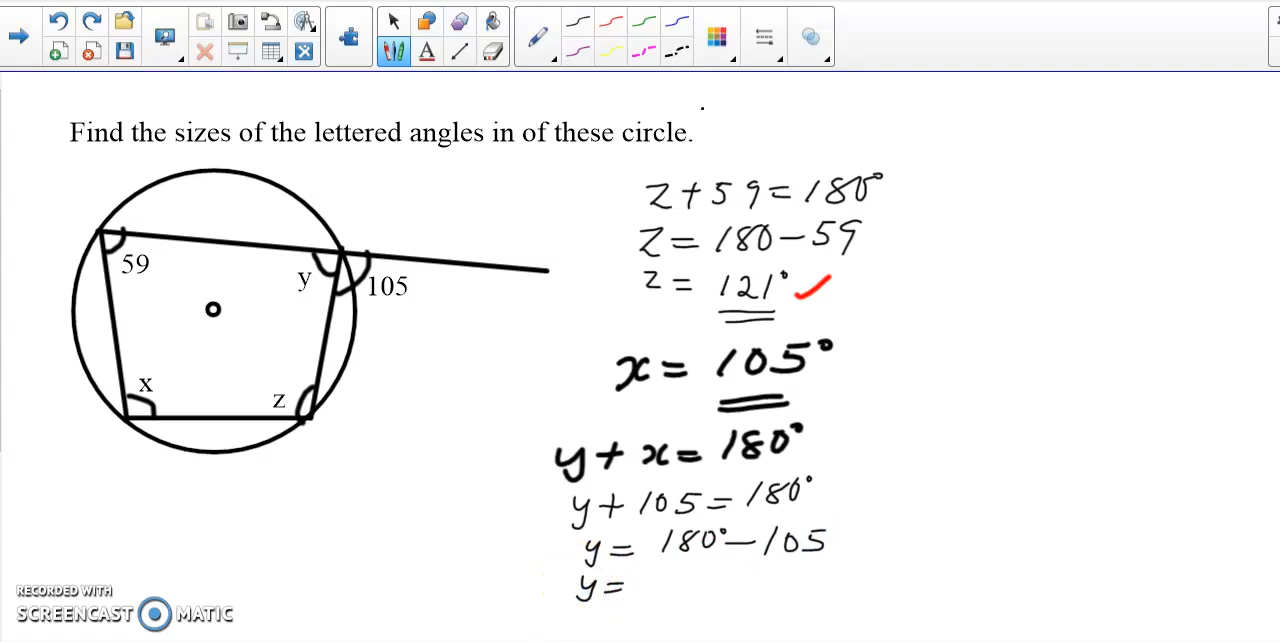 A
Find the sizes of the lettered angles in of these circle.
59
y
105
x
z
z + 59 = 180°
z = 180 - 59
z = 121° ✓
x = 105°
y + x = 180°
y + 105 = 180°
y = 180° - 105
y =
RECORDED WITH
SCREENCAST MATIC